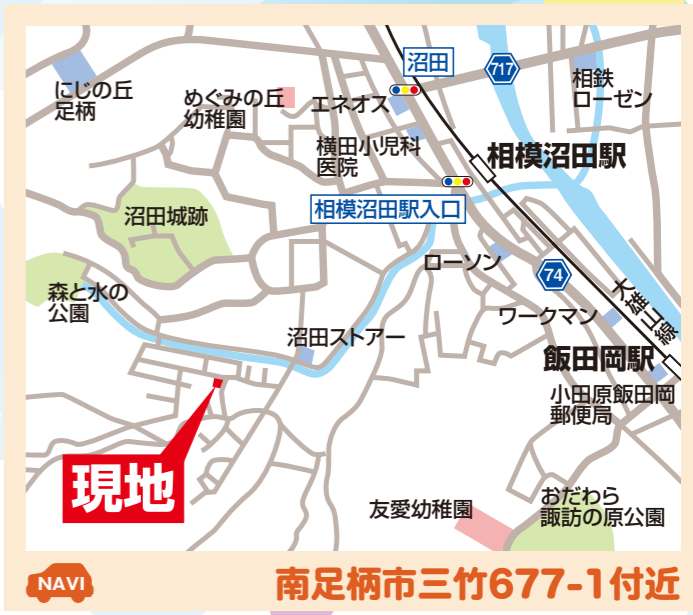 沼田
717
にじの丘
足柄
めぐみの丘
幼稚園
エネオス
相鉄
ローゼン
横田小児科
医院
相模沼田駅
沼田城跡
相模沼田駅入口
ローソン
74
大雄山線
森と水の
公園
ワークマン
沼田ストアー
飯田岡駅
小田原飯田岡
郵便局
現地
友愛幼稚園
おだわら
諏訪の原公園
NAVI
南足柄市三竹677-1付近